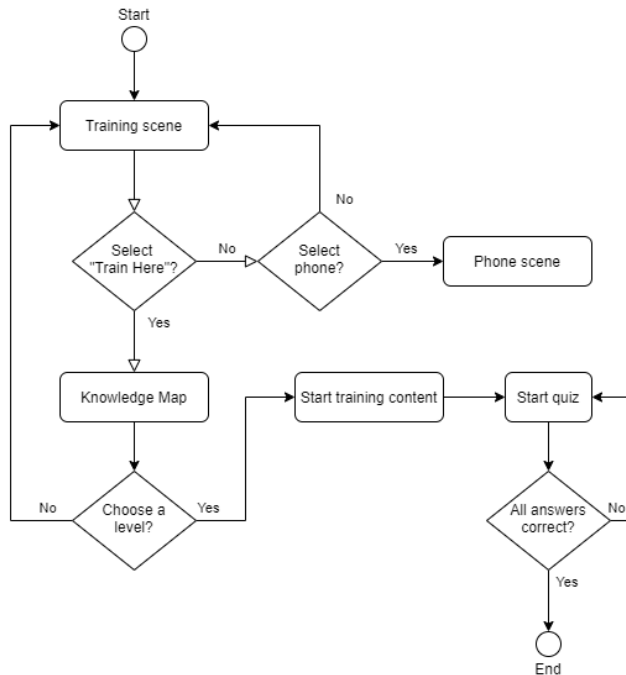 Start
Training scene
No
Select
"Train Here"?
No
Select
phone?
Yes
Phone scene
Yes
Knowledge Map
Start training content
Start quiz
No
Choose a
level?
Yes
All answers
correct?
No
Yes
End